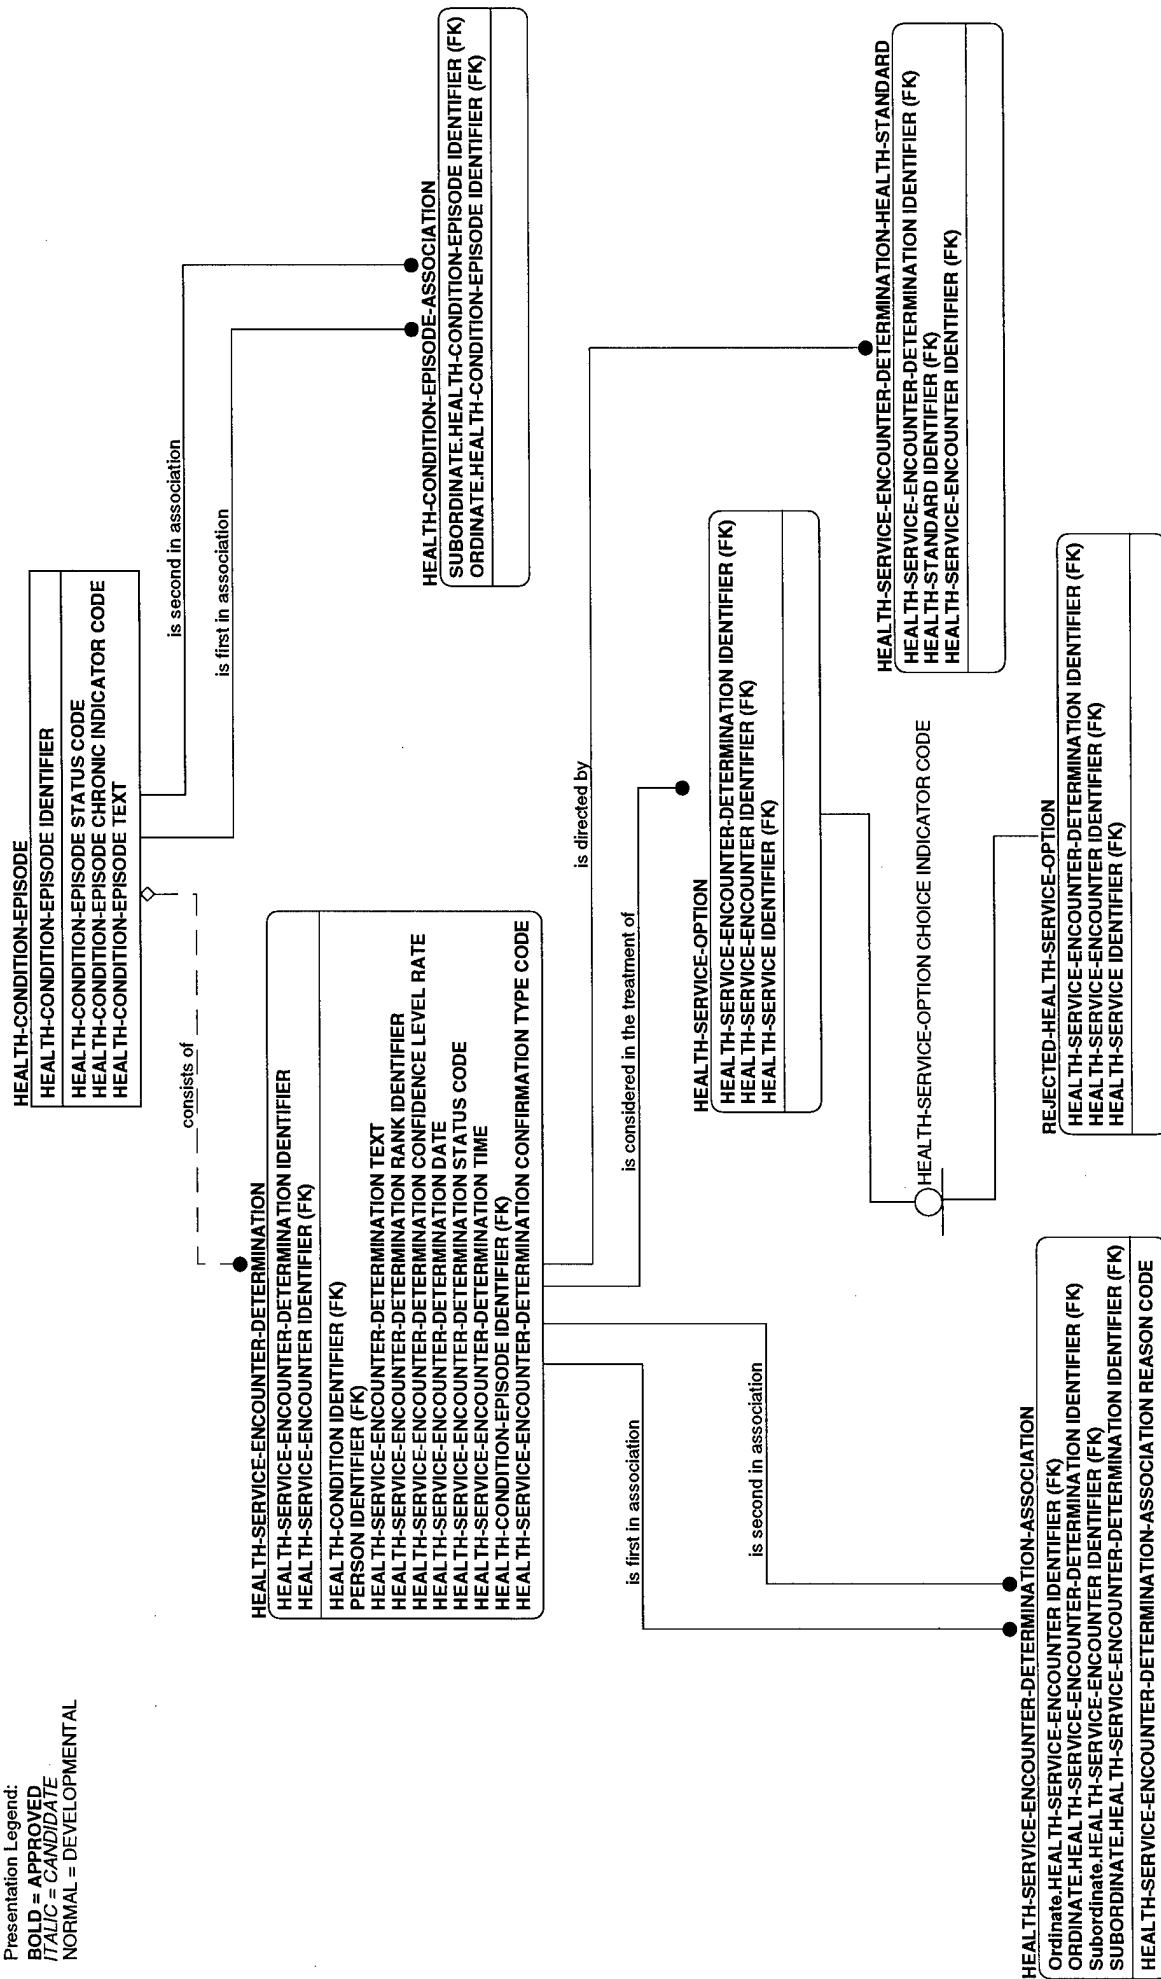 Presentation Legend:
BOLD = APPROVED
ITALIC = CANDIDATE
NORMAL = DEVELOPMENTAL
HEALTH-CONDITION-EPISODE
HEALTH-CONDITION-EPISODE IDENTIFIER
HEALTH-CONDITION-EPISODE STATUS CODE
HEALTH-CONDITION-EPISODE CHRONIC INDICATOR CODE
HEALTH-CONDITION-EPISODE TEXT
consists of
is second in association
is first in association
HEALTH-SERVICE-ENCOUNTER-DETERMINATION
HEALTH-SERVICE-ENCOUNTER-DETERMINATION IDENTIFIER
HEALTH-SERVICE-ENCOUNTER IDENTIFIER (FK)
HEALTH-CONDITION IDENTIFIER (FK)
PERSON IDENTIFIER (FK)
HEALTH-SERVICE-ENCOUNTER-DETERMINATION TEXT
HEALTH-SERVICE-ENCOUNTER-DETERMINATION RANK IDENTIFIER
HEALTH-SERVICE-ENCOUNTER-DETERMINATION CONFIDENCE LEVEL RATE
HEALTH-SERVICE-ENCOUNTER-DETERMINATION DATE
HEALTH-SERVICE-ENCOUNTER-DETERMINATION STATUS CODE
HEALTH-SERVICE-ENCOUNTER-DETERMINATION TIME
HEALTH-CONDITION-EPISODE IDENTIFIER (FK)
HEALTH-SERVICE-ENCOUNTER-DETERMINATION CONFIRMATION TYPE CODE
HEALTH-CONDITION-EPISODE-ASSOCIATION
SUBORDINATE.HEALTH-CONDITION-EPISODE IDENTIFIER (FK)
ORDINATE.HEALTH-CONDITION-EPISODE IDENTIFIER (FK)
is directed by
is considered in the treatment of
is first in association
is second in association
HEALTH-SERVICE-OPTION
HEALTH-SERVICE-ENCOUNTER-DETERMINATION IDENTIFIER (FK)
HEALTH-SERVICE-ENCOUNTER IDENTIFIER (FK)
HEALTH-SERVICE IDENTIFIER (FK)
HEALTH-SERVICE-ENCOUNTER-DETERMINATION-HEALTH-STANDARD
HEALTH-SERVICE-ENCOUNTER-DETERMINATION IDENTIFIER (FK)
HEALTH-STANDARD IDENTIFIER (FK)
HEALTH-SERVICE-ENCOUNTER IDENTIFIER (FK)
HEALTH-SERVICE-OPTION CHOICE INDICATOR CODE
HEALTH-SERVICE-ENCOUNTER-DETERMINATION-ASSOCIATION
Ordinate.HEALTH-SERVICE-ENCOUNTER IDENTIFIER (FK)
ORDINATE.HEALTH-SERVICE-ENCOUNTER-DETERMINATION IDENTIFIER (FK)
Subordinate.HEALTH-SERVICE-ENCOUNTER IDENTIFIER (FK)
SUBORDINATE.HEALTH-SERVICE-ENCOUNTER-DETERMINATION IDENTIFIER (FK)
HEALTH-SERVICE-ENCOUNTER-DETERMINATION-ASSOCIATION REASON CODE
REJECTED-HEALTH-SERVICE-OPTION
HEALTH-SERVICE-ENCOUNTER-DETERMINATION IDENTIFIER (FK)
HEALTH-SERVICE-ENCOUNTER IDENTIFIER (FK)
HEALTH-SERVICE IDENTIFIER (FK)